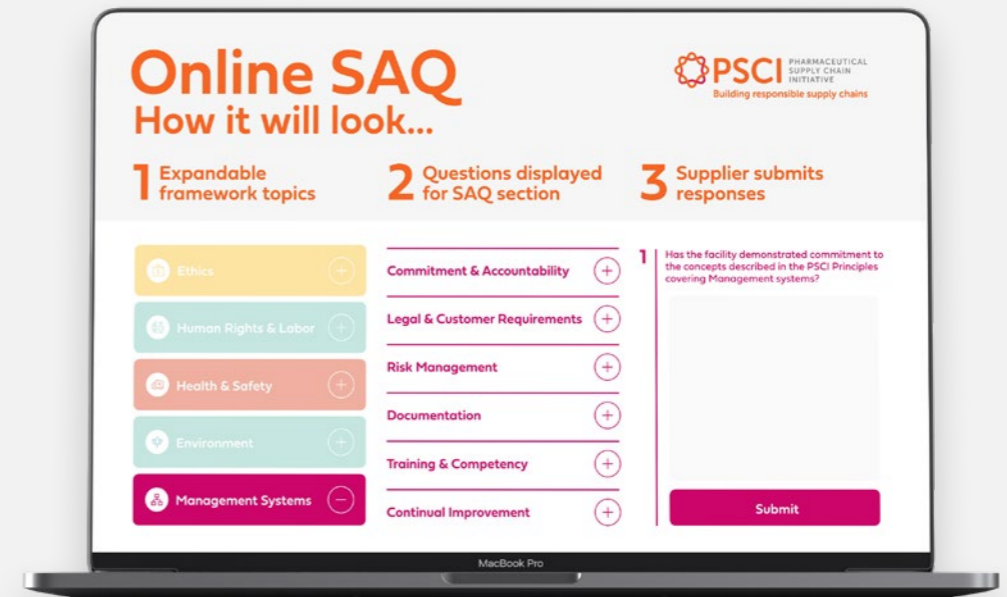 Online SAQ
How it will look...
PSCI
PHARMACEUTICAL
SUPPLY CHAIN
INITIATIVE
Building responsible supply chains
1 Expandable
framework topics
2 Questions displayed
for SAQ section
3 Supplier submits
responses
Ethics
Human Rights & Labor
Health & Safety
Environment
Management Systems
Commitment & Accountability
Legal & Customer Requirements
Risk Management
Documentation
Training & Competency
Continual Improvement
1 Has the facility demonstrated commitment to
the concepts described in the PSCI Principles
covering Management systems?
Submit
MacBook Pro